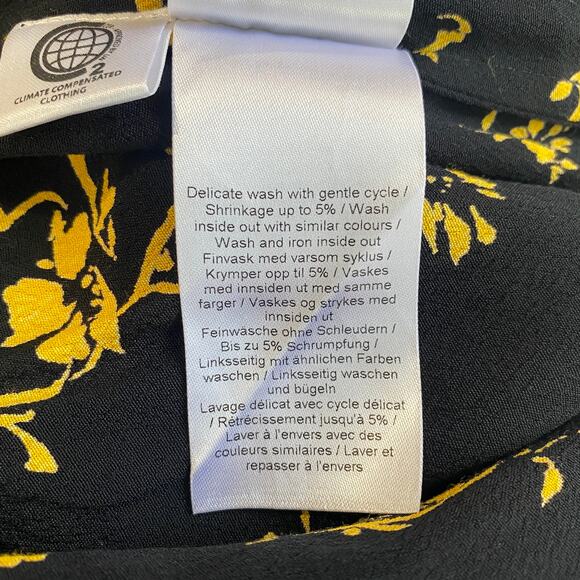 2
CLIMATE COMPENSATED
CLOTHING
Delicate wash with gentle cycle /
Shrinkage up to 5% / Wash
inside out with similar colours /
Wash and iron inside out
Finvask med varsom syklus /
Krymper opp til 5% / Vaskes
med innsiden ut med samme
farger / Vaskes og strykes med
innsiden ut
Feinwäsche ohne Schleudern /
Bis zu 5% Schrumpfung /
Linksseitig mit ähnlichen Farben
waschen / Linksseitig waschen
und bügeln
Lavage délicat avec cycle délicat
/ Rétrécissement jusqu'à 5% /
Laver à l'envers avec des
couleurs similaires / Laver et
repasser à l'envers